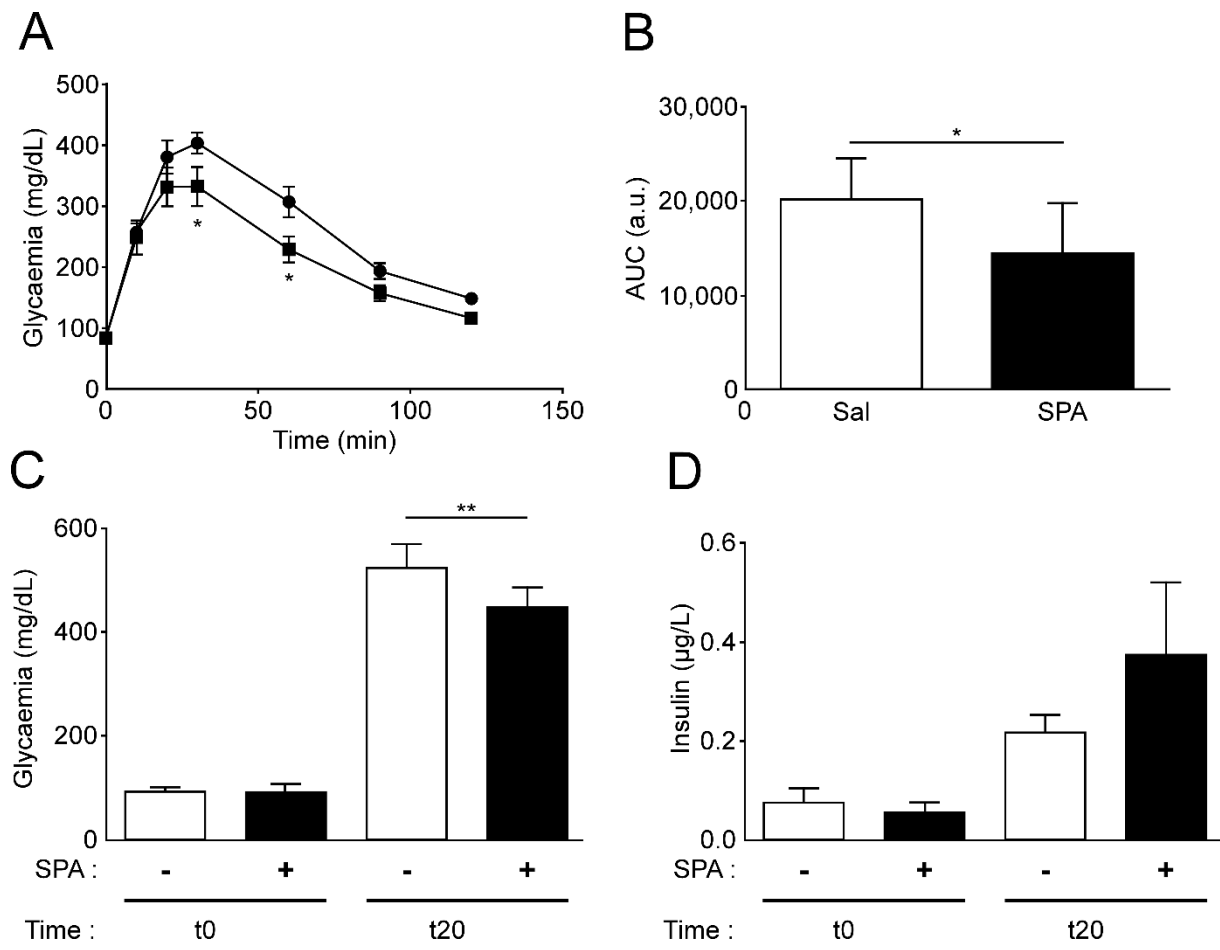 A
Glycaemia (mg/dL)
500
400
300
200
100
0
*
*
0 50 100 150
Time (min)
B
AUC (a.u.)
30,000
20,000
10,000
0
*
0 Sal SPA
C
Glycaemia (mg/dL)
600
400
200
0
**
SPA : - + - +
Time : t0 t20
D
Insulin (µg/L)
0.6
0.4
0.2
0.0
SPA : - + - +
Time : t0 t20